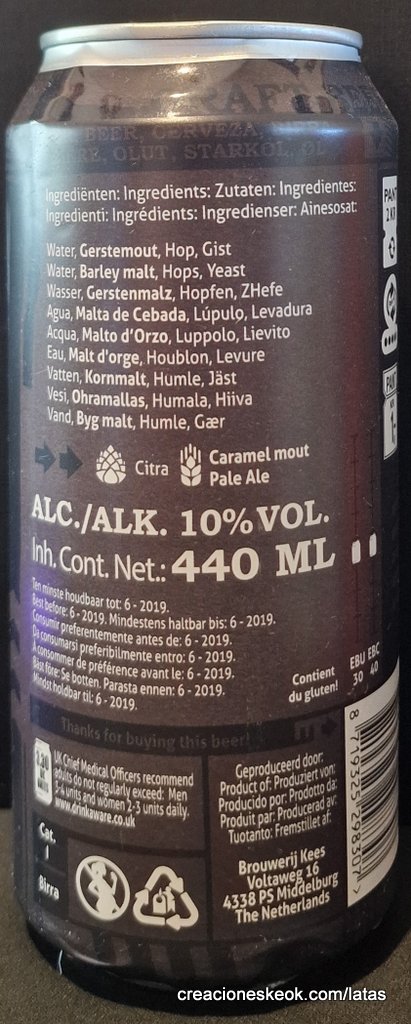 BEER, CERVEZA,
OLUT, STARKÖL, ØL
Ingrediënten: Ingredients: Zutaten: Ingredientes:
Ingredienti: Ingrédients: Ingredienser: Ainesosat:
Water, Gerstemout, Hop, Gist
Water, Barley malt, Hops, Yeast
Wasser, Gerstenmalz, Hopfen, ZHefe
Agua, Malta de Cebada, Lúpulo, Levadura
Acqua, Malto d'Orzo, Luppolo, Lievito
Eau, Malt d'orge, Houblon, Levure
Vatten, Kornmalt, Humle, Jäst
Vesi, Ohramallas, Humala, Hiiva
Vand, Byg malt, Humle, Gær
Citra
Caramel mout
Pale Ale
ALC./ALK. 10% VOL.
Inh. Cont. Net.: 440 ML
Ten minste houdbaar tot: 6 - 2019.
Best before: 6 - 2019. Mindestens haltbar bis: 6 - 2019.
Consumir preferentemente antes de: 6 - 2019.
Da consumarsi preferibilmente entro: 6 - 2019.
A consommer de préférence avant le: 6 - 2019.
Bäst före: Se botten. Parasta ennen: 6 - 2019.
Mindst holdbar til: 6 - 2019.
Contient
du gluten!
EBU EBC
30 40
Thanks for buying this beer!
UK Chief Medical Officers recommend
adults do not regularly exceed: Men
3-4 units and women 2-3 units daily.
www.drinkaware.co.uk
Cat.
I
Birra
Geproduceerd door:
Product of: Produziert von:
Producido por: Prodotto da:
Produit par: Producerad av:
Tuotanto: Fremstillet af:
Brouwerij Kees
Voltaweg 16
4338 PS Middelburg
The Netherlands
8 719325 298307 >
creacioneskeok.com/latas